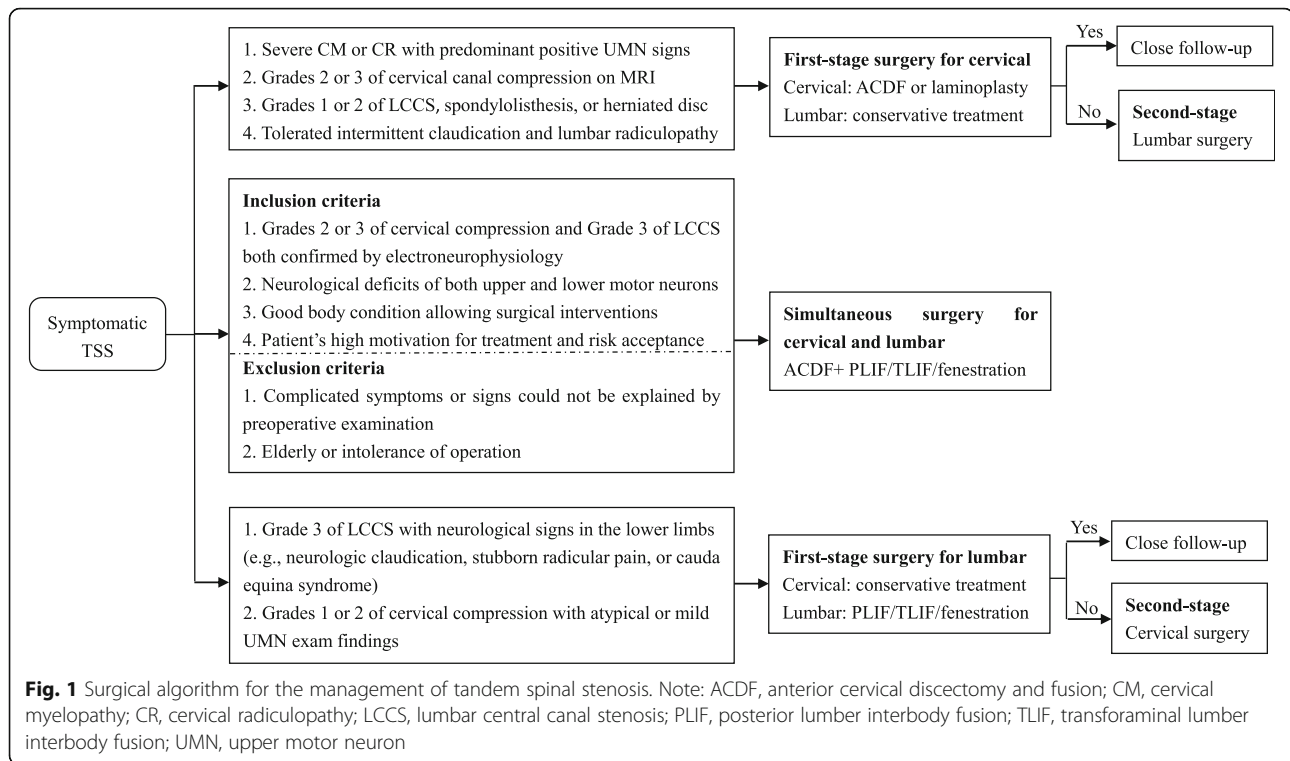 1. Severe CM or CR with predominant positive UMN signs
2. Grades 2 or 3 of cervical canal compression on MRI
3. Grades 1 or 2 of LCCS, spondylolisthesis, or herniated disc
4. Tolerated intermittent claudication and lumbar radiculopathy
First-stage surgery for cervical
Cervical: ACDF or laminoplasty
Lumbar: conservative treatment
Yes
Close follow-up
No
Second-stage
Lumbar surgery
Symptomatic
TSS
Inclusion criteria
1. Grades 2 or 3 of cervical compression and Grade 3 of LCCS
both confirmed by electroneurophysiology
2. Neurological deficits of both upper and lower motor neurons
3. Good body condition allowing surgical interventions
4. Patient's high motivation for treatment and risk acceptance
Exclusion criteria
1. Complicated symptoms or signs could not be explained by
preoperative examination
2. Elderly or intolerance of operation
Simultaneous surgery for
cervical and lumbar
ACDF+ PLIF/TLIF/fenestration
1. Grade 3 of LCCS with neurological signs in the lower limbs
(e.g., neurologic claudication, stubborn radicular pain, or cauda
equina syndrome)
2. Grades 1 or 2 of cervical compression with atypical or mild
UMN exam findings
First-stage surgery for lumbar
Cervical: conservative treatment
Lumbar: PLIF/TLIF/fenestration
Yes
Close follow-up
No
Second-stage
Cervical surgery
Fig. 1 Surgical algorithm for the management of tandem spinal stenosis. Note: ACDF, anterior cervical discectomy and fusion; CM, cervical
myelopathy; CR, cervical radiculopathy; LCCS, lumbar central canal stenosis; PLIF, posterior lumber interbody fusion; TLIF, transforaminal lumber
interbody fusion; UMN, upper motor neuron